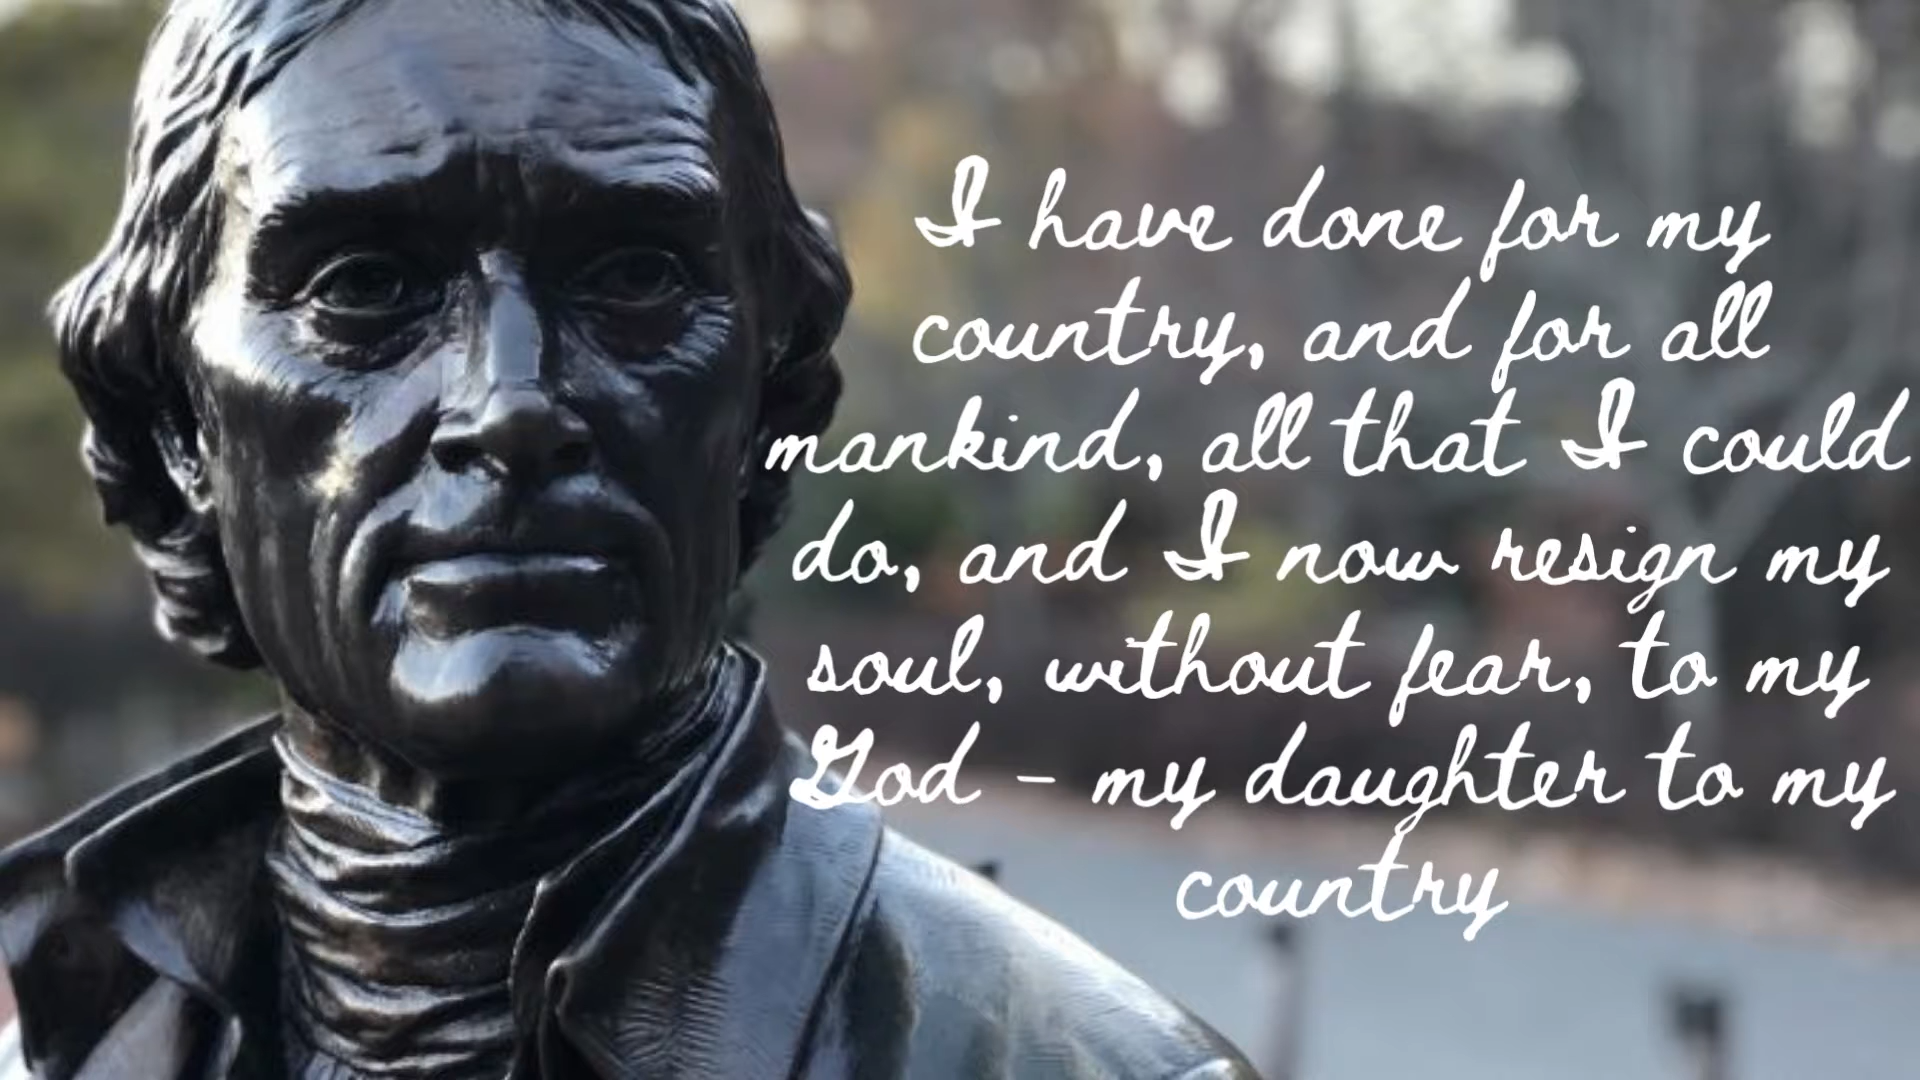 I have done for my
country, and for all
mankind, all that I could
do, and I now resign my
soul, without fear, to my
God - my daughter to my
country